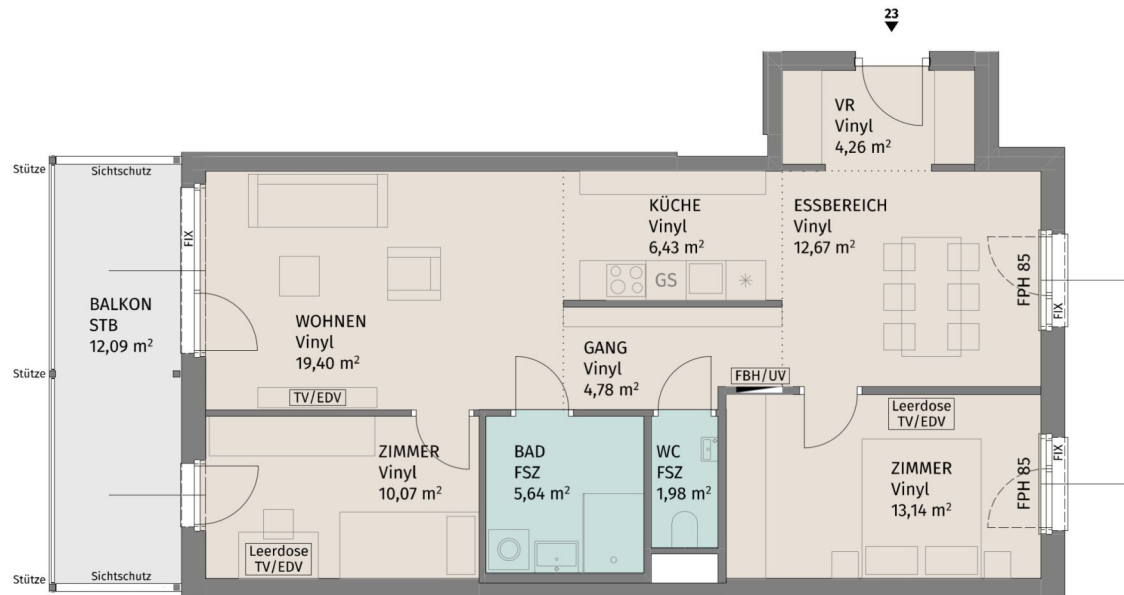 23
VR
Vinyl
4,26 m²
Stütze
Sichtschutz
FIX
KÜCHE
Vinyl
6,43 m²
ESSBEREICH
Vinyl
12,67 m²
GS
FPH 85
FIX
BALKON
STB
12,09 m²
WOHNEN
Vinyl
19,40 m²
GANG
Vinyl
4,78 m²
Stütze
FBH/UV
TV/EDV
Leerdose
TV/EDV
ZIMMER
Vinyl
10,07 m²
BAD
FSZ
5,64 m²
WC
FSZ
1,98 m²
ZIMMER
Vinyl
13,14 m²
FPH 85
FIX
Leerdose
TV/EDV
Stütze
Sichtschutz